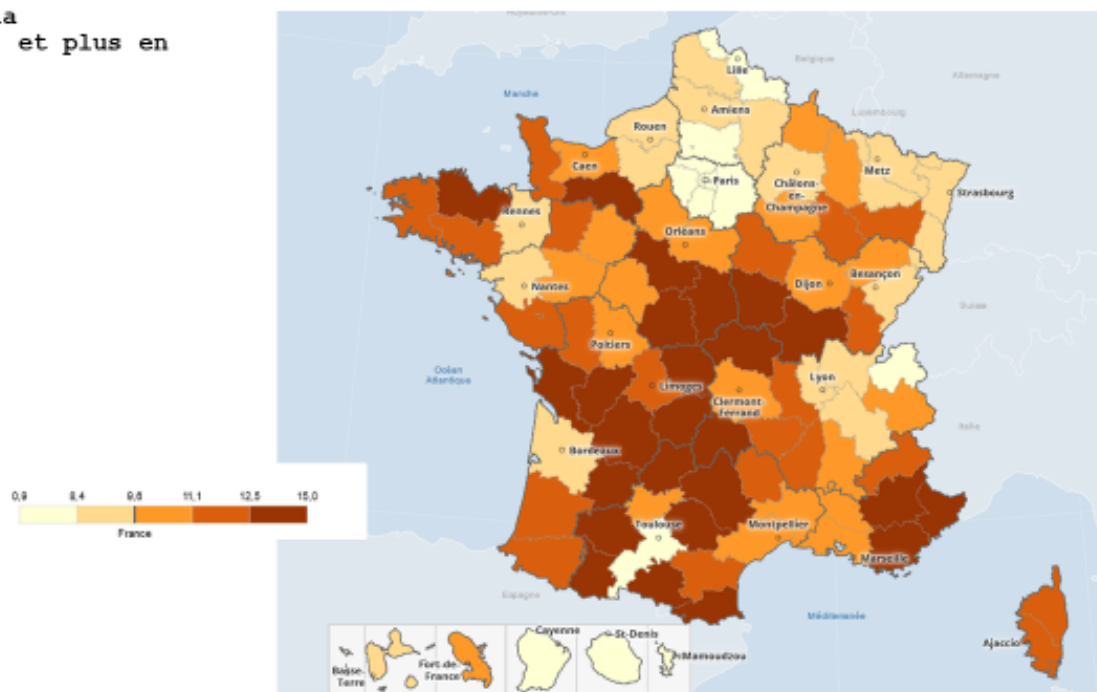 et plus en
Royaume-Uni
Belgique
Allemagne
Manche
Lille
Luxembourg
Amiens
Rouen
Caen
Metz
Paris
Châlons-
en-
Champagne
Strasbourg
Rennes
Orléans
Nantes
Dijon
Besançon
Suisse
Poitiers
Océan
Atlantique
Limoges
Lyon
Clermont-
Ferrand
Italie
Bordeaux
0,9 8,4 9,6 11,1 12,5 15,0
France
Toulouse
Montpellier
Marseille
Espagne
Méditerranée
Ajaccio
Basse-
Terre
Fort-de-
France
Cayenne
St-Denis
Mamoudzou